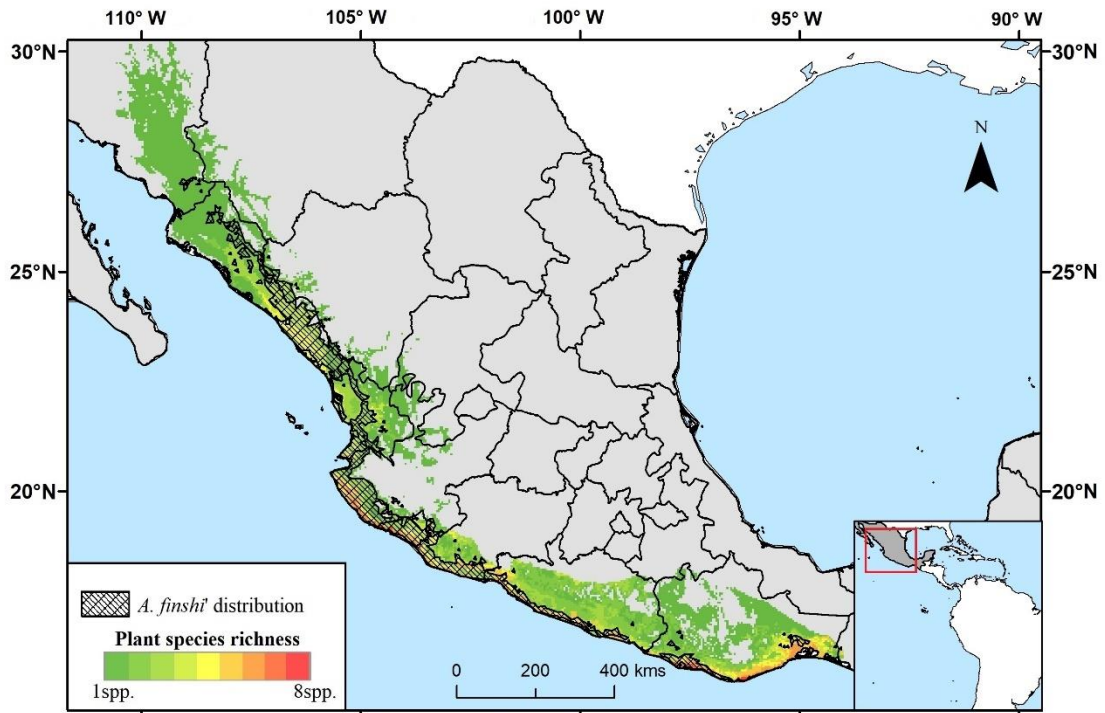 110° W 105°W 100°W 95°W 90°W
30°N 30°N
N
25°N 25°N
20°N 20°N
A. finshi' distribution
Plant species richness
1spp. 8spp.
0 200 400 kms